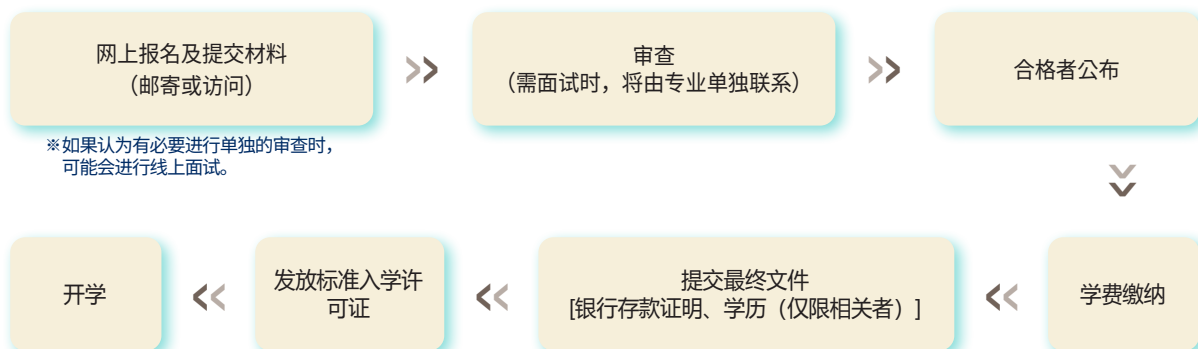 网上报名及提交材料
（邮寄或访问）
审查
（需面试时，将由专业单独联系）
合格者公布
※如果认为有必要进行单独的审查时，
可能会进行线上面试。
学费缴纳
提交最终文件
[银行存款证明、学历（仅限相关者）]
发放标准入学许
可证
开学